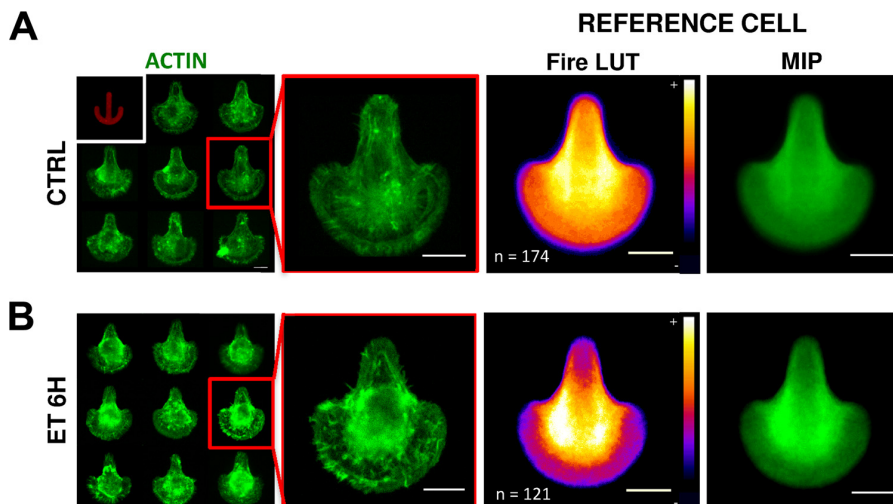 A
REFERENCE CELL
ACTIN
Fire LUT
MIP
CTRL
+
-
n = 174
B
ET 6H
+
-
n = 121